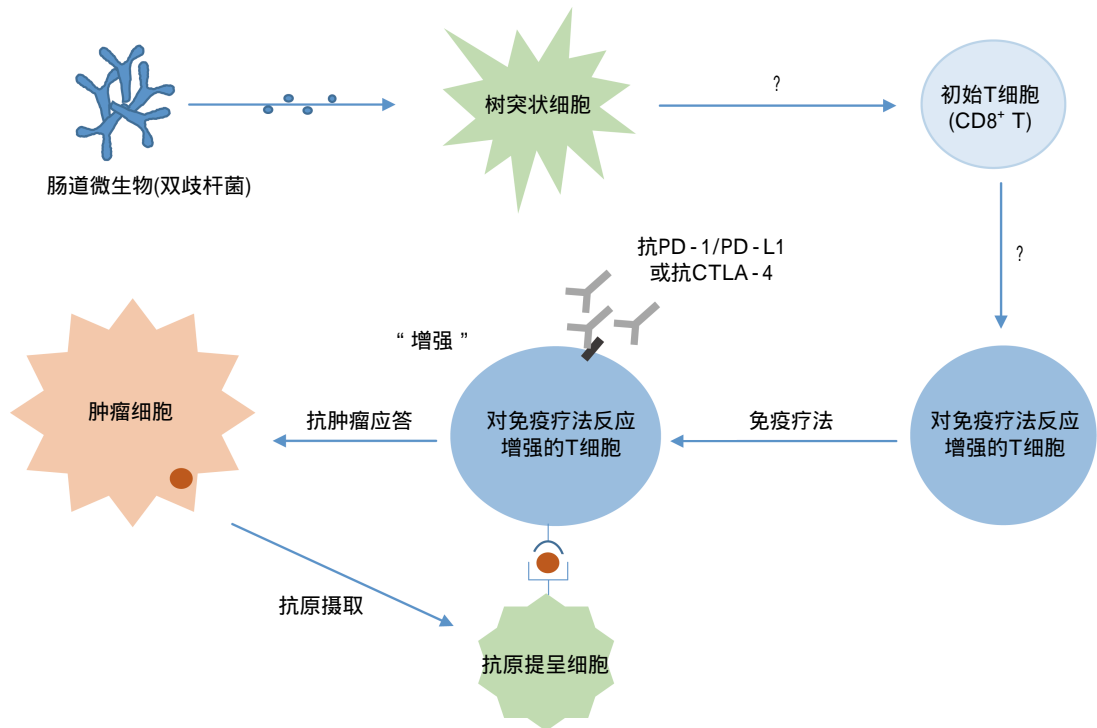 肠道微生物(双歧杆菌)
树突状细胞
?
初始T细胞
(CD8⁺ T)
?
抗PD-1/PD-L1
或抗CTLA-4
“增强”
肿瘤细胞
抗肿瘤应答
对免疫疗法反应
增强的T细胞
免疫疗法
对免疫疗法反应
增强的T细胞
抗原摄取
抗原提呈细胞